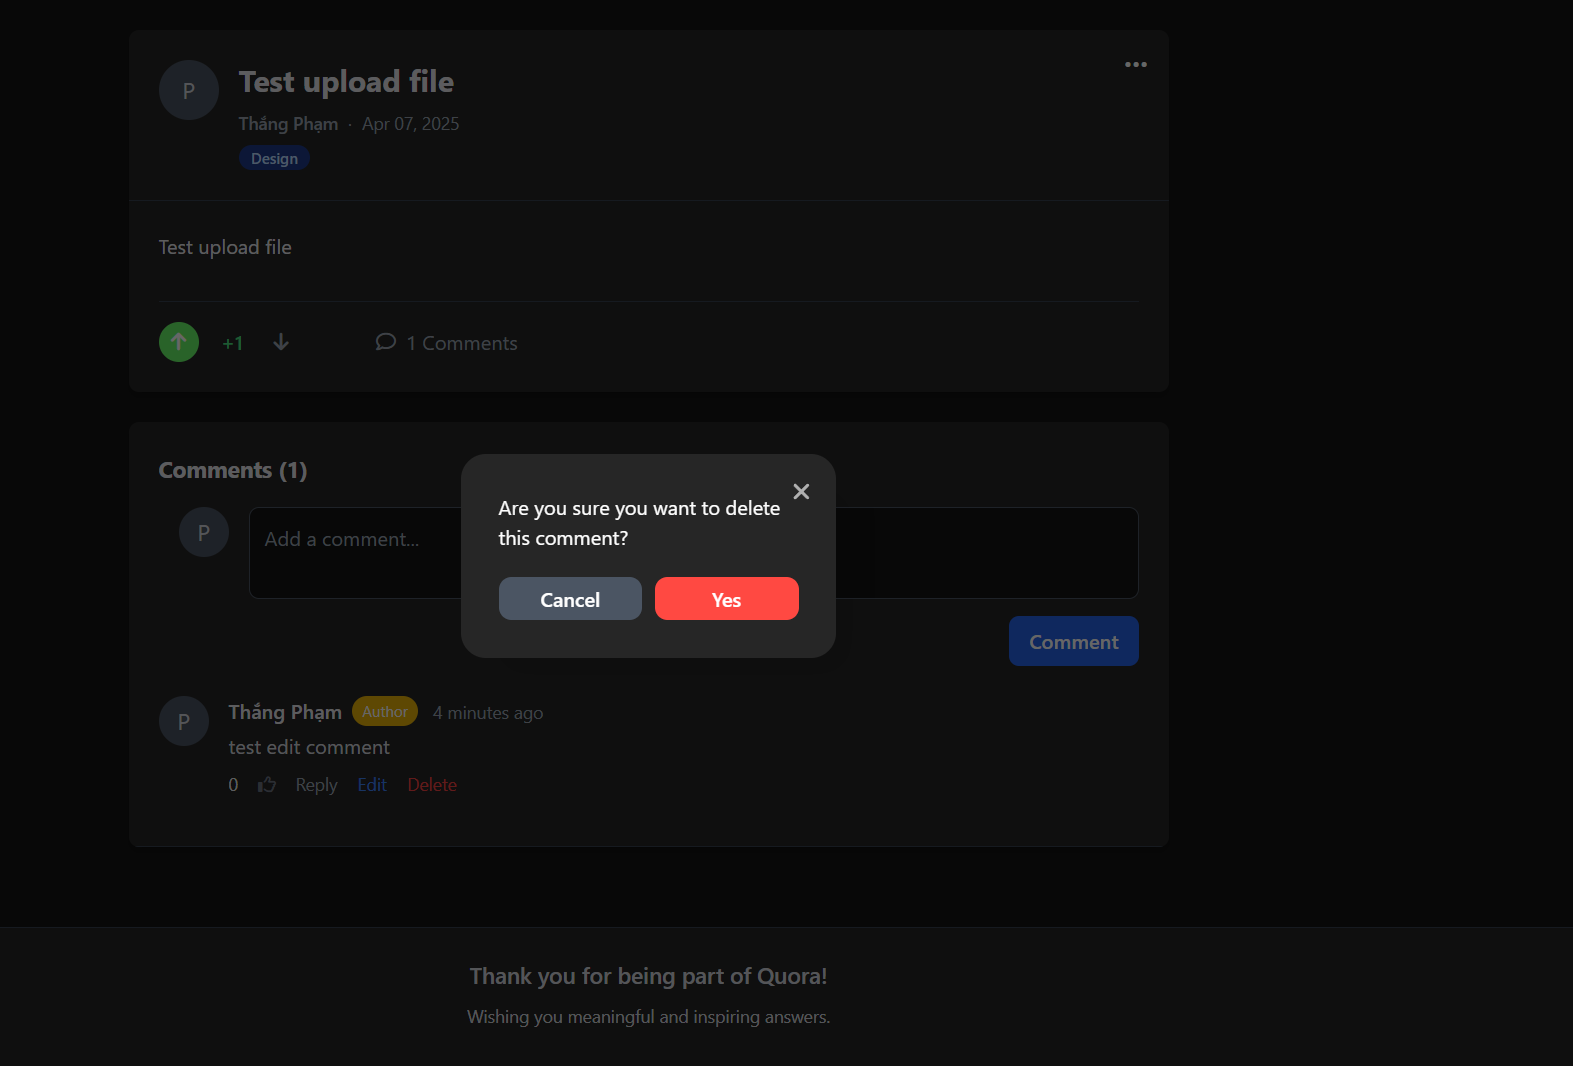 P
Test upload file
Thắng Phạm · Apr 07, 2025
Design
Test upload file
+1
1 Comments
Comments (1)
P
Add a comment...
Are you sure you want to delete
this comment?
Cancel
Yes
Comment
P
Thắng Phạm Author 4 minutes ago
test edit comment
0 Reply Edit Delete
Thank you for being part of Quora!
Wishing you meaningful and inspiring answers.